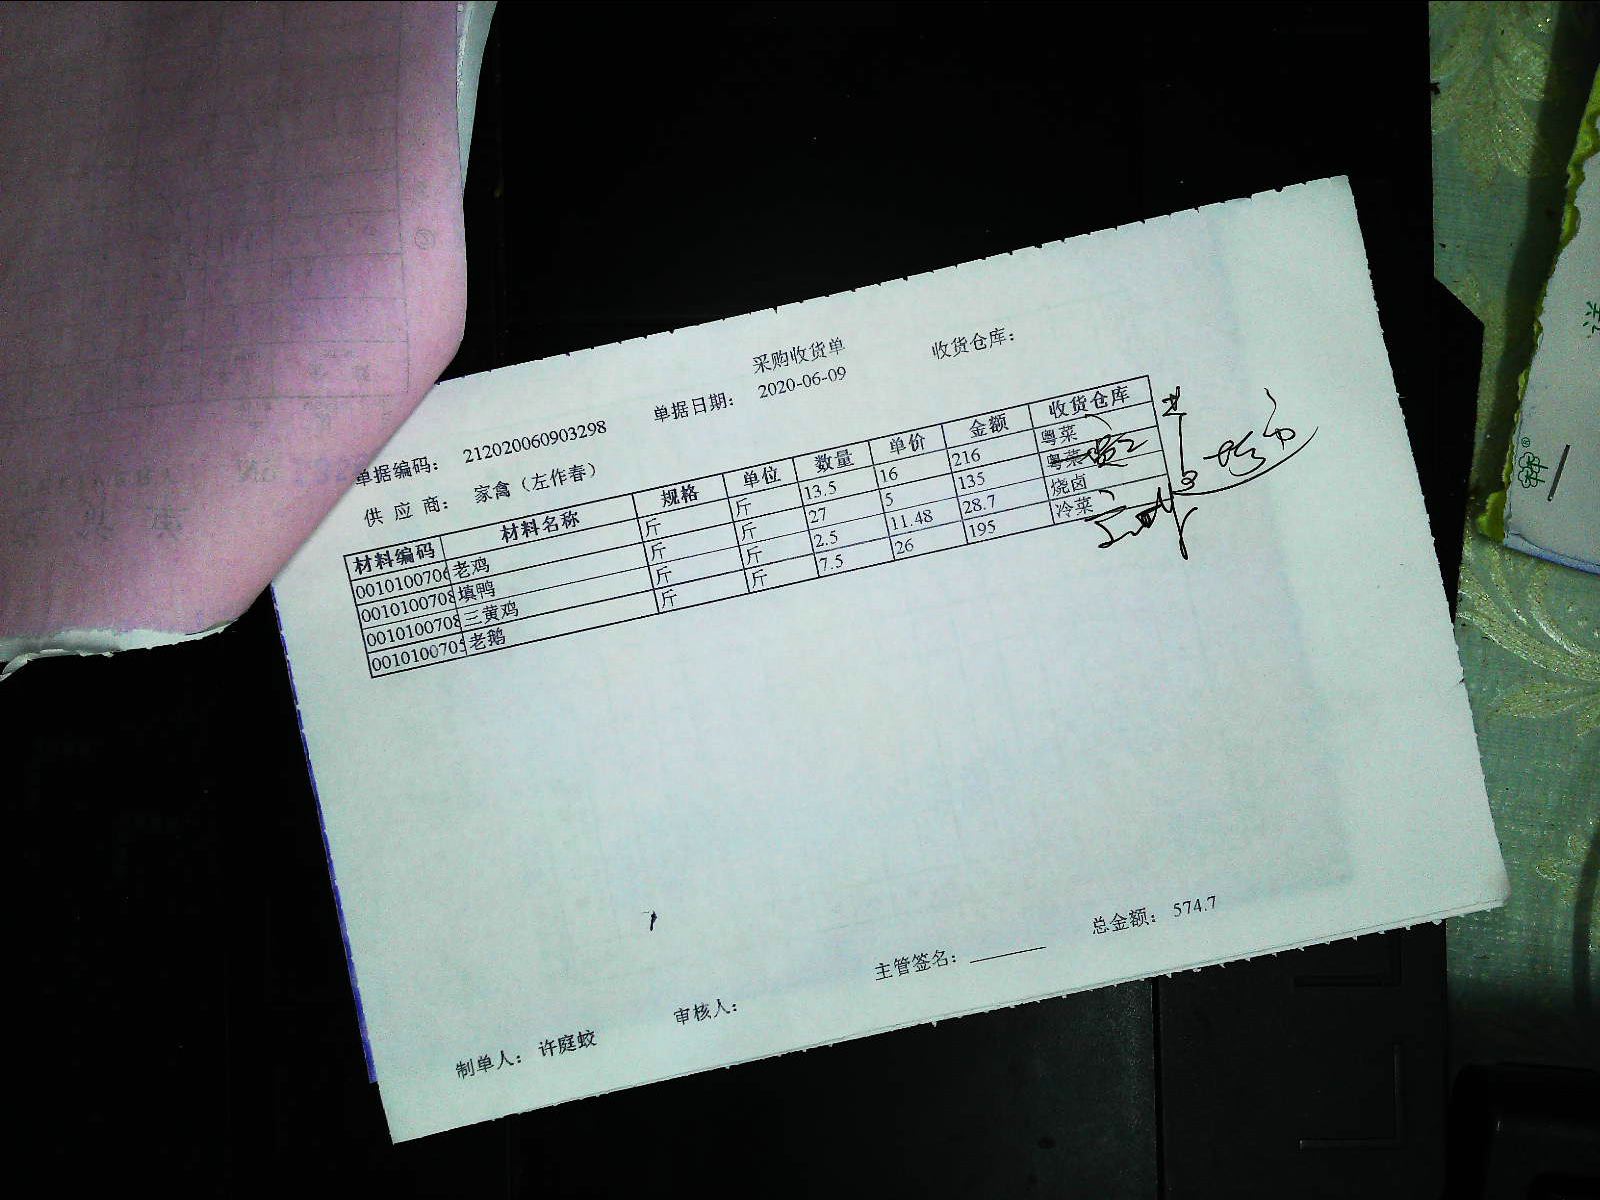 采购收货单
单据编码： 212020060903298 单据日期： 2020-06-09 收货仓库：
供 应 商： 家禽（左作春）
材料编码 材料名称 规格 单位 数量 单价 金额 收货仓库
001010070 老鸡 斤 斤 13.5 16 216 粤菜
001010070 填鸭 斤 斤 27 5 135 粤菜
001010070 三黄鸡 斤 斤 2.5 11.48 28.7 烧卤
001010070 老鹅 斤 斤 7.5 26 195 冷菜
总金额： 574.7
主管签名：
审核人：
制单人： 许庭蛟